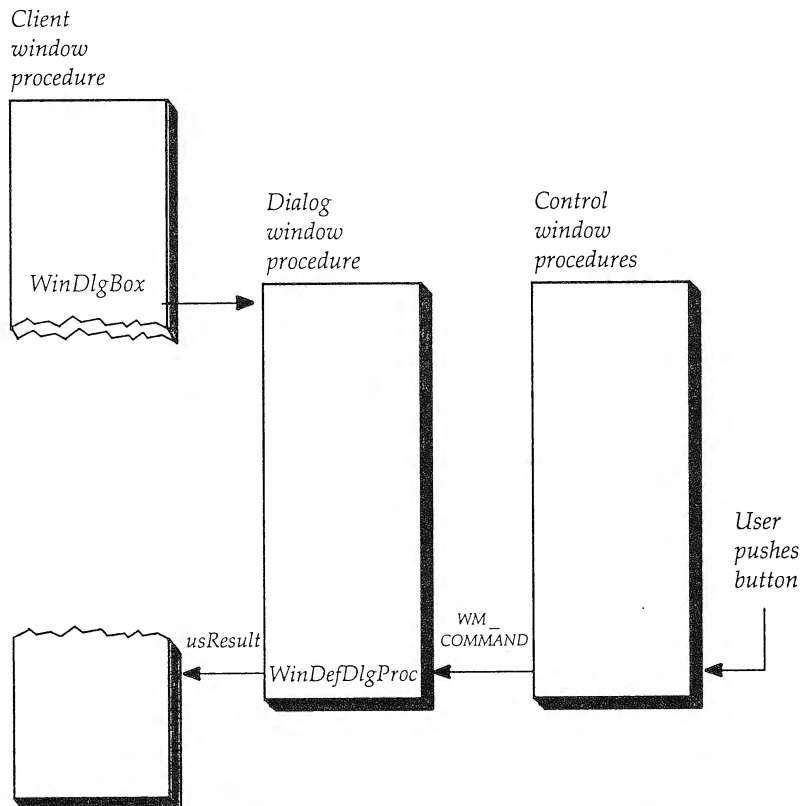 Client
window
procedure
WinDlgBox
Dialog
window
procedure
Control
window
procedures
User
pushes
button
WM_
COMMAND
usResult
WinDefDlgProc